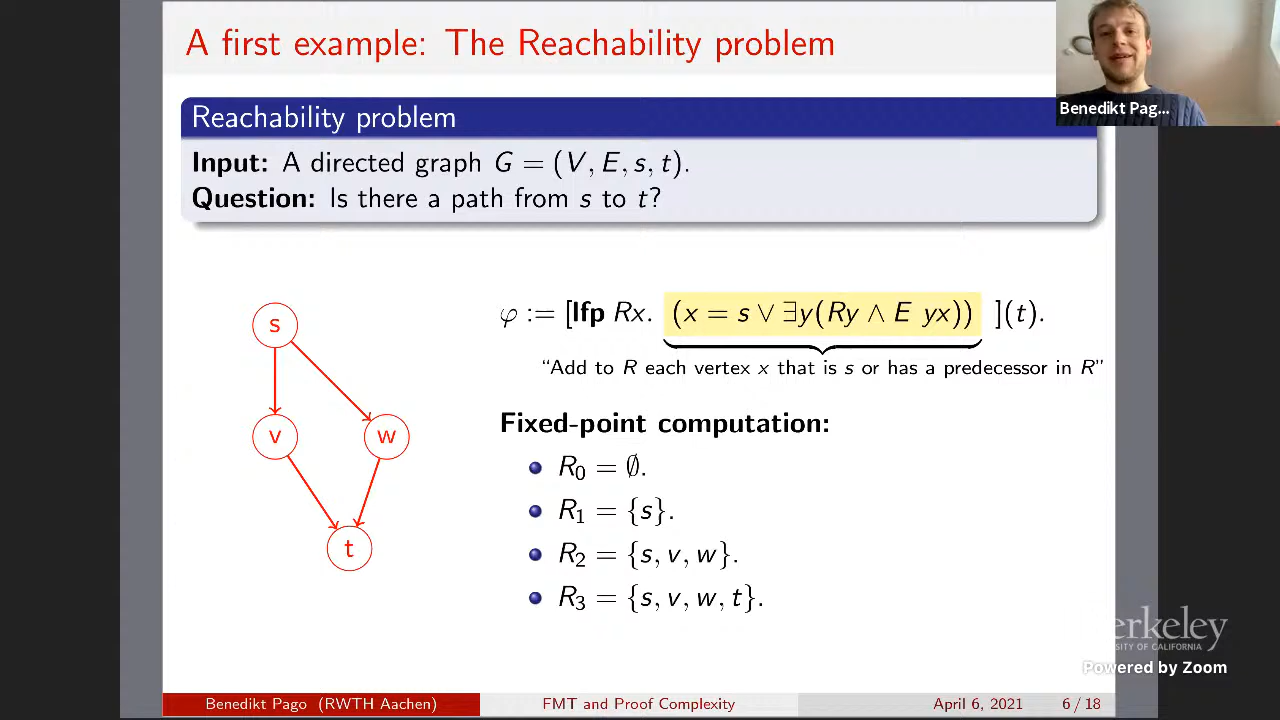 A first example: The Reachability problem
Benedikt Pag...
Reachability problem
Input: A directed graph G = (V, E, s, t).
Question: Is there a path from s to t?
s
v
w
t
φ := [lfp Rx. (x = s ∨ ∃y(Ry ∧ E yx)) ](t).
“Add to R each vertex x that is s or has a predecessor in R”
Fixed-point computation:
R₀ = ∅.
R₁ = {s}.
R₂ = {s, v, w}.
R₃ = {s, v, w, t}.
Powered by Zoom
Benedikt Pago (RWTH Aachen)
FMT and Proof Complexity
April 6, 2021
6 / 18